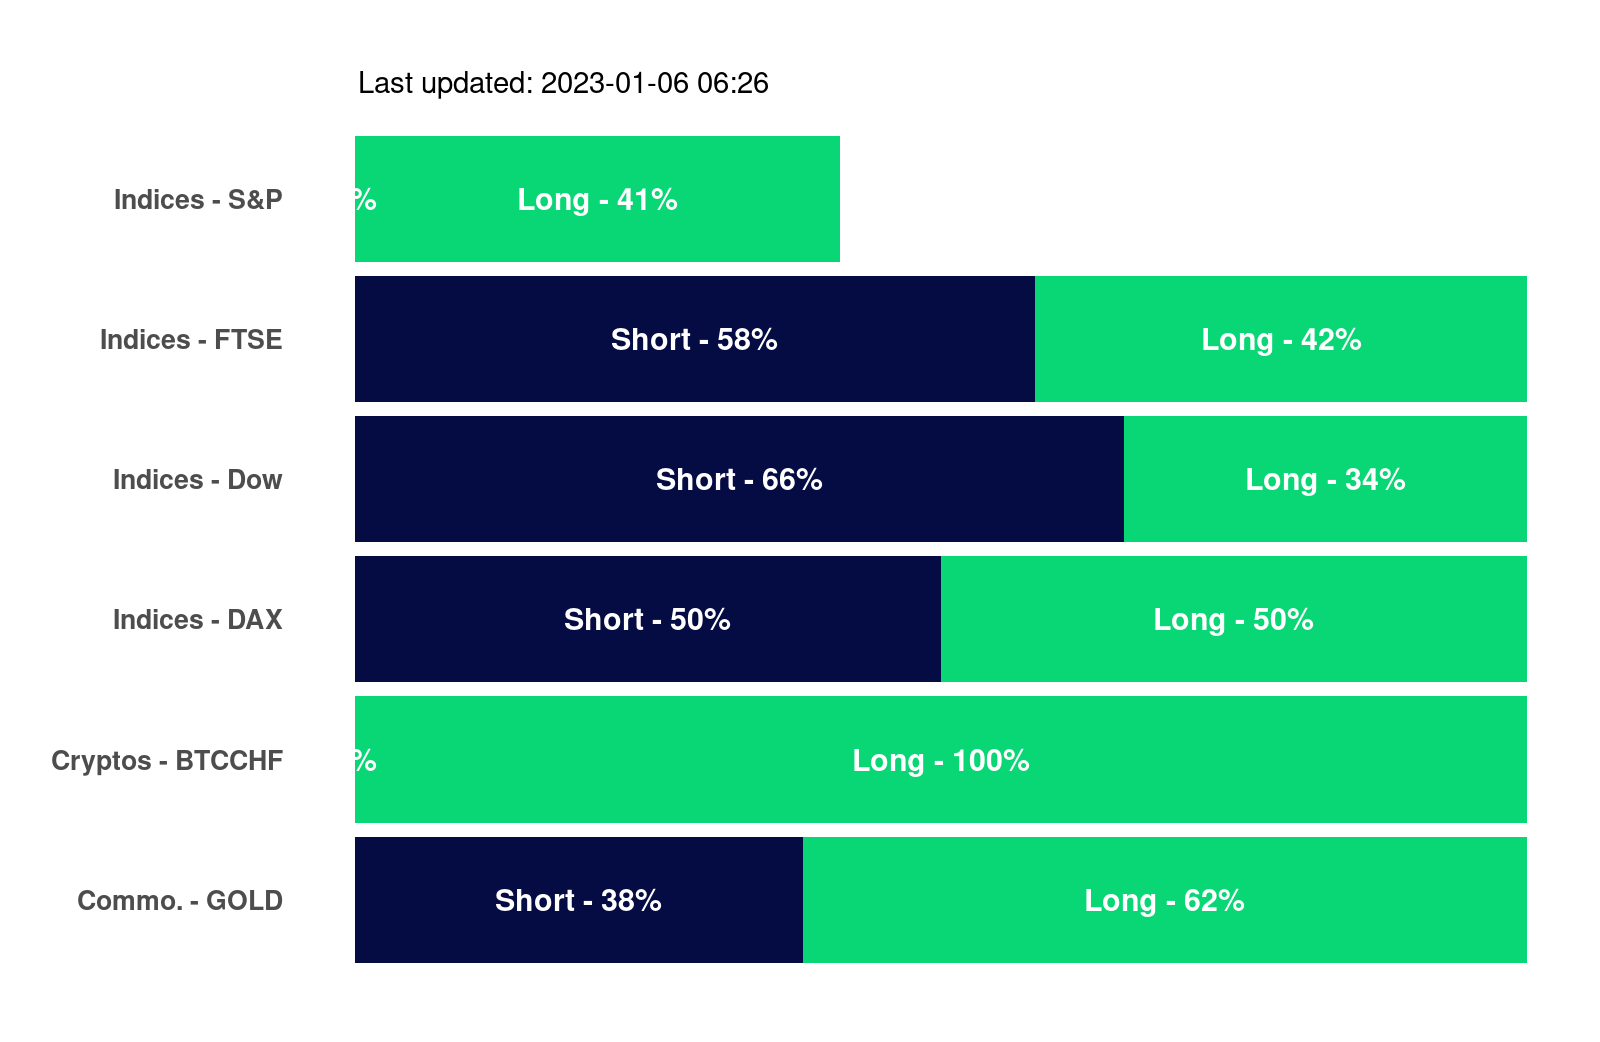 Last updated: 2023-01-06 06:26
Indices - S&P % Long - 41%
Indices - FTSE Short - 58% Long - 42%
Indices - Dow Short - 66% Long - 34%
Indices - DAX Short - 50% Long - 50%
Cryptos - BTCCHF % Long - 100%
Commo. - GOLD Short - 38% Long - 62%